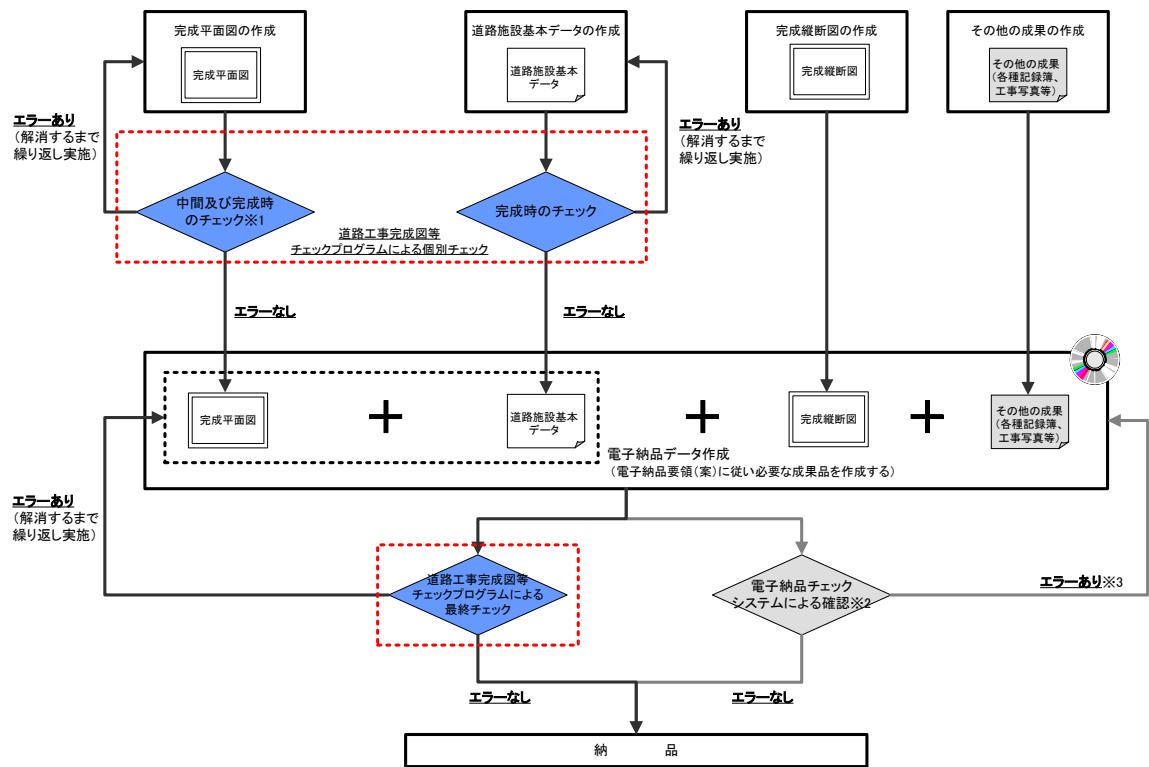 完成平面図の作成
完成平面図
道路施設基本データの作成
道路施設基本
データ
完成縦断図の作成
完成縦断図
その他の成果の作成
その他の成果
(各種記録簿、
工事写真等)
エラーあり
(解消するまで
繰り返し実施)
エラーあり
(解消するまで
繰り返し実施)
中間及び完成時
のチェック※1
完成時のチェック
道路工事完成図等
チェックプログラムによる個別チェック
エラーなし
エラーなし
完成平面図
+
道路施設基本
データ
+
完成縦断図
+
その他の成果
(各種記録簿、
工事写真等)
電子納品データ作成
(電子納品要領(案)に従い必要な成果品を作成する)
エラーあり
(解消するまで
繰り返し実施)
道路工事完成図等
チェックプログラムによる
最終チェック
電子納品チェック
システムによる確認※2
エラーあり※3
エラーなし
エラーなし
納 品